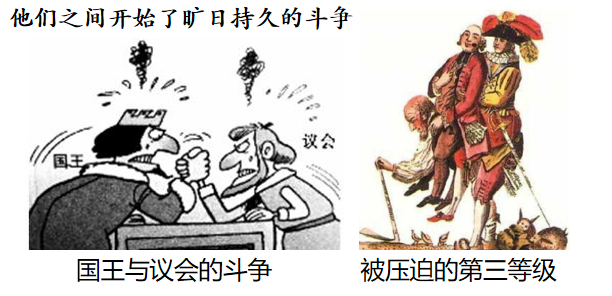 他们之间开始了旷日持久的斗争
国王
议会
国王与议会的斗争
被压迫的第三等级